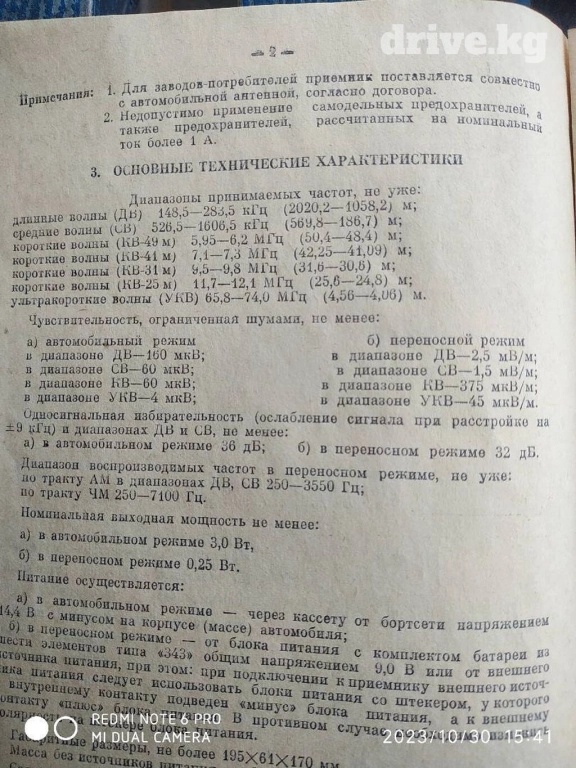 drive.kg
— 2 —
Примечания: 1. Для заводов-потребителей приемник поставляется совместно
с автомобильной антенной, согласно договора.
2. Недопустимо применение самодельных предохранителей, а
также предохранителей, рассчитанных на номинальный
ток более 1 А.
3. ОСНОВНЫЕ ТЕХНИЧЕСКИЕ ХАРАКТЕРИСТИКИ
Диапазоны принимаемых частот, не уже:
длинные волны (ДВ) 148,5—283,5 кГц (2020,2—1058,2) м;
средние волны (СВ) 526,5—1606,5 кГц (569,8—186,7) м;
короткие волны (КВ-49 м) 5,95—6,2 МГц (50,4—48,4) м;
короткие волны (КВ-41 м) 7,1—7,3 МГц (42,25—41,09) м;
короткие волны (КВ-31 м) 9,5—9,8 МГц (31,6—30,6) м;
короткие волны (КВ-25 м) 11,7—12,1 МГц (25,6—24,8) м;
ультракороткие волны (УКВ) 65,8—74,0 МГц (4,56—4,06) м.
Чувствительность, ограниченная шумами, не менее:
а) автомобильный режим б) переносной режим
в диапазоне ДВ—160 мкВ; в диапазоне ДВ—2,5 мВ/м;
в диапазоне СВ—60 мкВ; в диапазоне СВ—1,5 мВ/м;
в диапазоне КВ—60 мкВ; в диапазоне КВ—375 мкВ/м;
в диапазоне УКВ—4 мкВ; в диапазоне УКВ—45 мкВ/м.
Односигнальная избирательность (ослабление сигнала при расстройке на
±9 кГц) в диапазонах ДВ и СВ, не менее:
а) в автомобильном режиме 36 дБ; б) в переносном режиме 32 дБ.
Диапазон воспроизводимых частот в переносном режиме, не уже:
по тракту АМ в диапазонах ДВ, СВ 250—3550 Гц;
по тракту ЧМ 250—7100 Гц.
Номинальная выходная мощность не менее:
а) в автомобильном режиме 3,0 Вт,
б) в переносном режиме 0,25 Вт.
Питание осуществляется:
а) в автомобильном режиме — через кассету от бортсети напряжением
14,4 В с минусом на корпусе (массе) автомобиля;
б) в переносном режиме — от блока питания с комплектом батареи из
шести элементов типа «343» общим напряжением 9,0 В или от внешнего
источника питания, при этом: при подключении к приемнику внешнего источ-
ника питания следует использовать блоки питания со штекером, у которого
внутреннему контакту подведен «минус» блока питания, а к внешнему
контакту «плюс» блока В противном случае
блока питания.
Габаритные размеры, не более 195×61×170 мм
Масса без источников питания
REDMI NOTE 6 PRO
MI DUAL CAMERA
2023/10/30 15:41